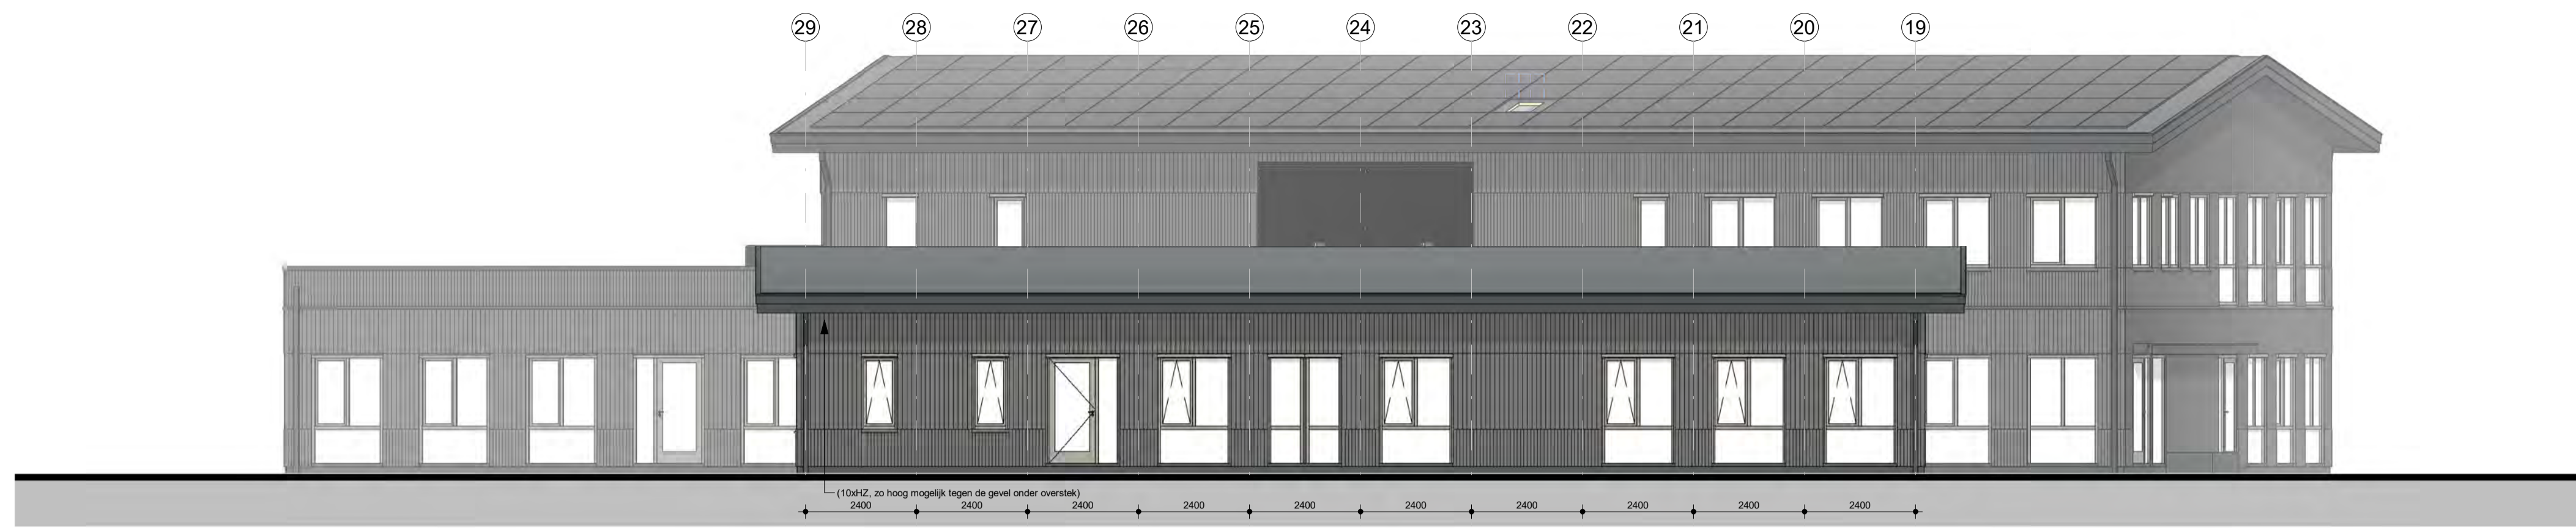 29 28 27 26 25 24 23 22 21 20 19
(10xHZ, zo hoog mogelijk tegen de gevel onder overstek)
2400 2400 2400 2400 2400 2400 2400 2400 2400 2400